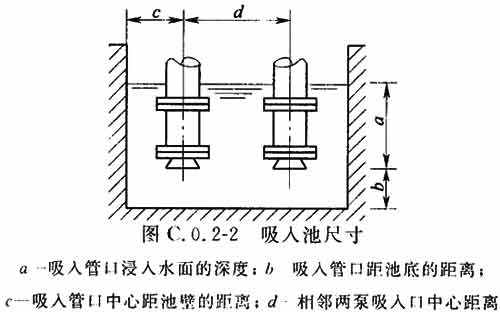 c
d
a
b
图 C.0.2-2 吸入池尺寸
a—吸入管口浸入水面的深度；b 吸入管口距池底的距离；
c—吸入管口中心距池壁的距离；d- 相邻两泵吸入口中心距离